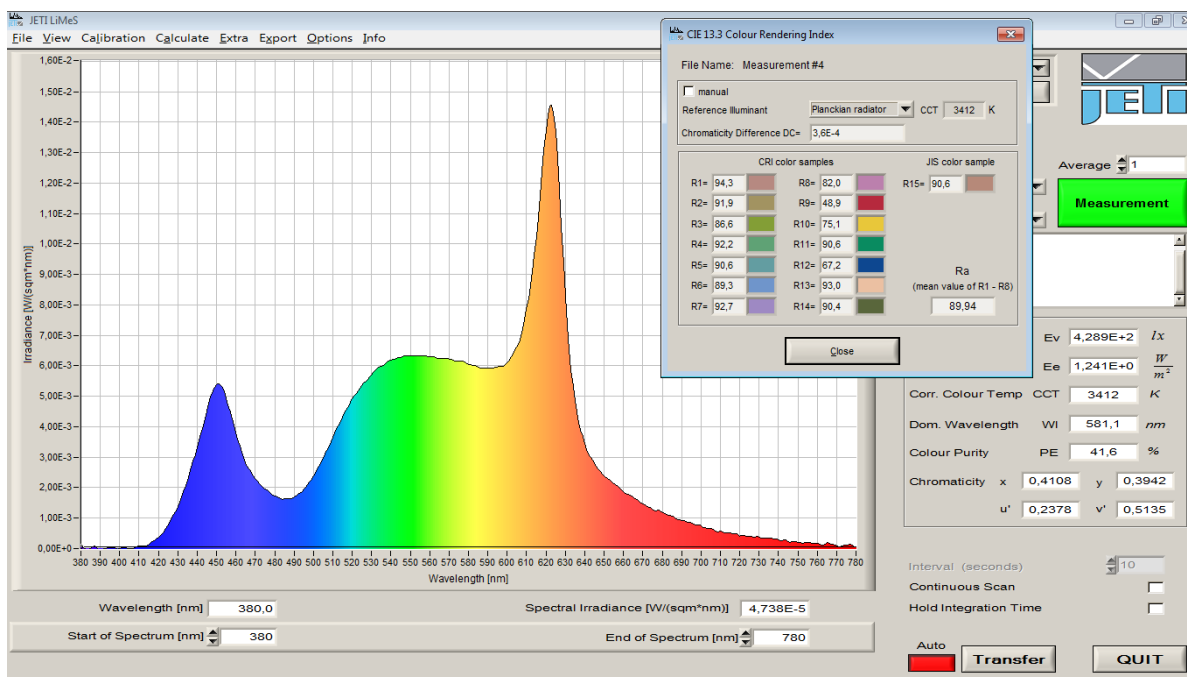 JETI LiMeS
File View Calibration Calculate Extra Export Options Info
1,60E-2
1,50E-2
1,40E-2
1,30E-2
1,20E-2
1,10E-2
1,00E-2
9,00E-3
8,00E-3
7,00E-3
6,00E-3
5,00E-3
4,00E-3
3,00E-3
2,00E-3
1,00E-3
0,00E+0
Irradiance [W/(sqm*nm)]
380 390 400 410 420 430 440 450 460 470 480 490 500 510 520 530 540 550 560 570 580 590 600 610 620 630 640 650 660 670 680 690 700 710 720 730 740 750 760 770 780
Wavelength [nm]
Wavelength [nm] 380,0 Spectral Irradiance [W/(sqm*nm)] 4,738E-5
Start of Spectrum [nm] 380 End of Spectrum [nm] 780
CIE 13.3 Colour Rendering Index
File Name: Measurement #4
manual
Reference Illuminant Planckian radiator CCT 3412 K
Chromaticity Difference DC= 3,6E-4
CRI color samples JIS color sample
R1= 94,3 R8= 82,0 R15= 90,6
R2= 91,9 R9= 48,9
R3= 86,6 R10= 75,1
R4= 92,2 R11= 90,6
R5= 90,6 R12= 67,2
R6= 89,3 R13= 93,0
R7= 92,7 R14= 90,4
Ra
(mean value of R1 - R8)
89,94
Close
JETI
Average 1
Measurement
Ev 4,289E+2 lx
Ee 1,241E+0 W/m²
Corr. Colour Temp CCT 3412 K
Dom. Wavelength Wl 581,1 nm
Colour Purity PE 41,6 %
Chromaticity x 0,4108 y 0,3942
u' 0,2378 v' 0,5135
Interval (seconds) 10
Continuous Scan
Hold Integration Time
Auto
Transfer QUIT